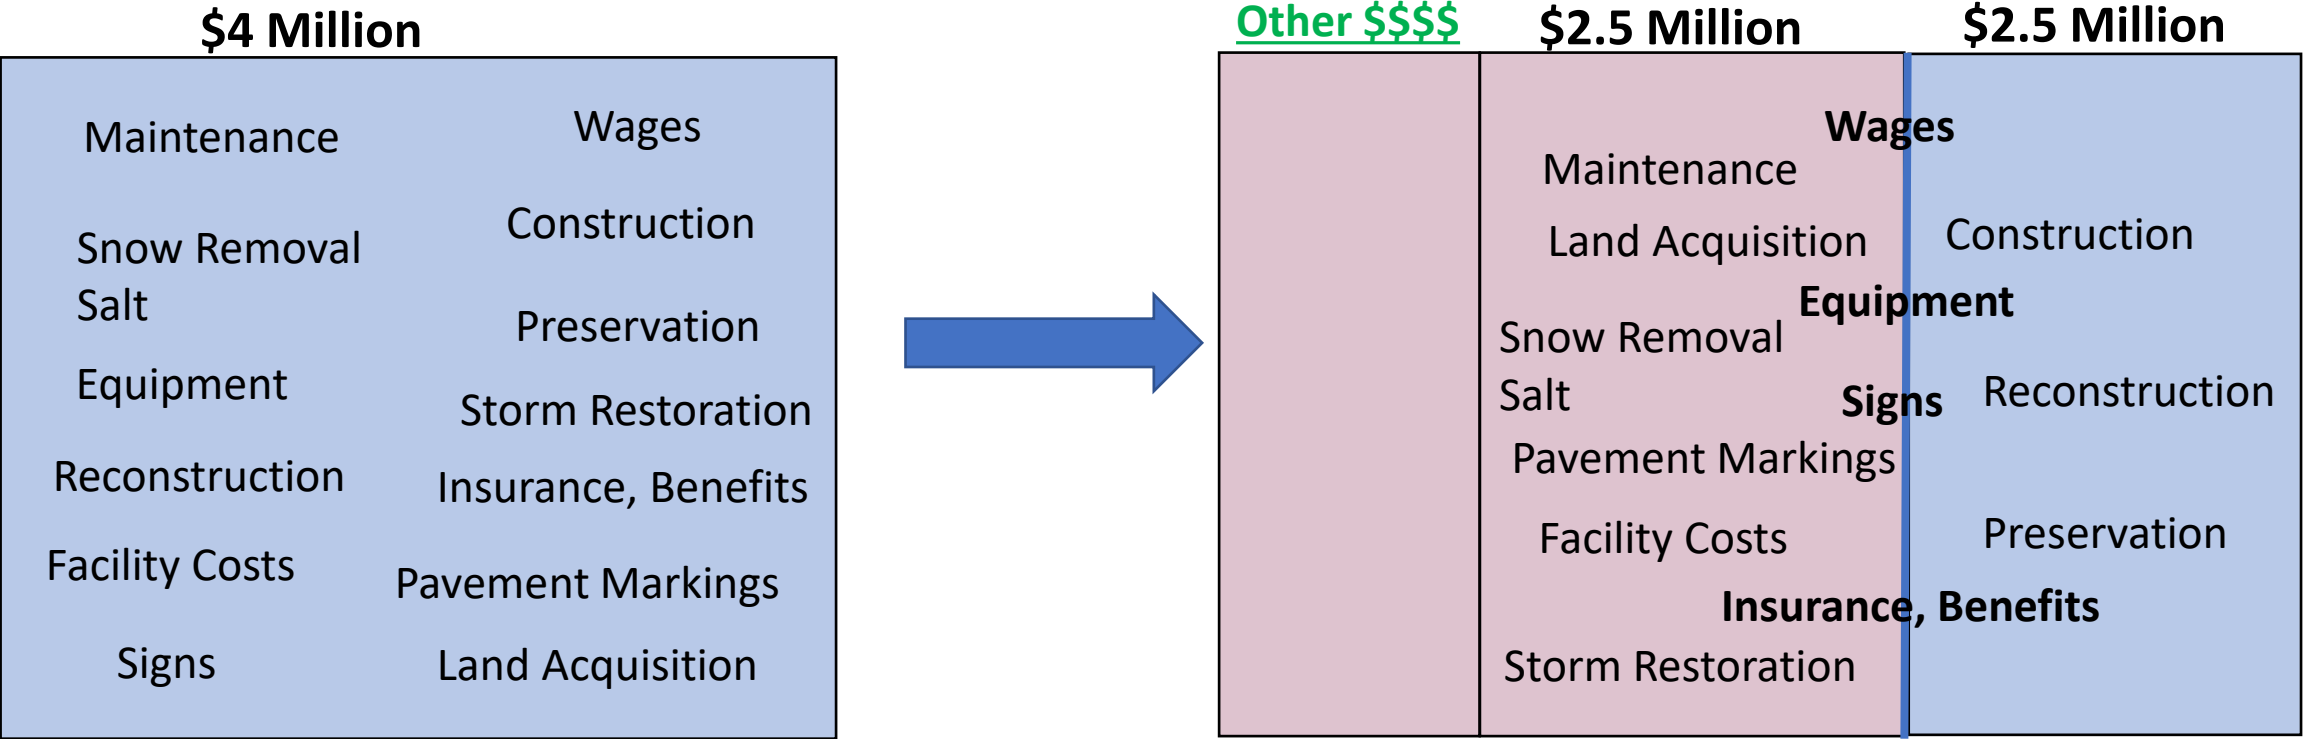 $4 Million
Maintenance
Wages
Snow Removal
Salt
Construction
Preservation
Equipment
Storm Restoration
Reconstruction
Insurance, Benefits
Facility Costs
Pavement Markings
Signs
Land Acquisition
Other $$$$
$2.5 Million
$2.5 Million
Wages
Maintenance
Land Acquisition
Construction
Equipment
Snow Removal
Salt
Signs
Reconstruction
Pavement Markings
Facility Costs
Preservation
Insurance, Benefits
Storm Restoration